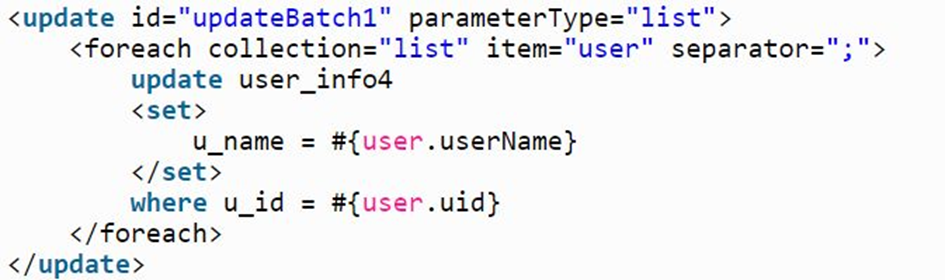 <update id="updateBatch1" parameterType="list">
    <foreach collection="list" item="user" separator=";">
        update user_info4
        <set>
            u_name = #{user.userName}
        </set>
        where u_id = #{user.uid}
    </foreach>
</update>